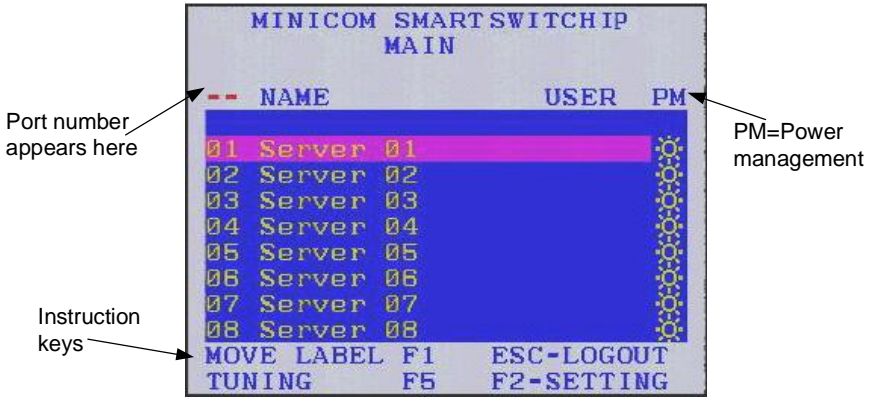 MINICOM SMARTSWITCHIP
MAIN
-- NAME USER PM
Port number
appears here
PM=Power
management
01 Server 01
02 Server 02
03 Server 03
04 Server 04
05 Server 05
06 Server 06
07 Server 07
08 Server 08
Instruction
keys
MOVE LABEL F1 ESC-LOGOUT
TUNING F5 F2-SETTING